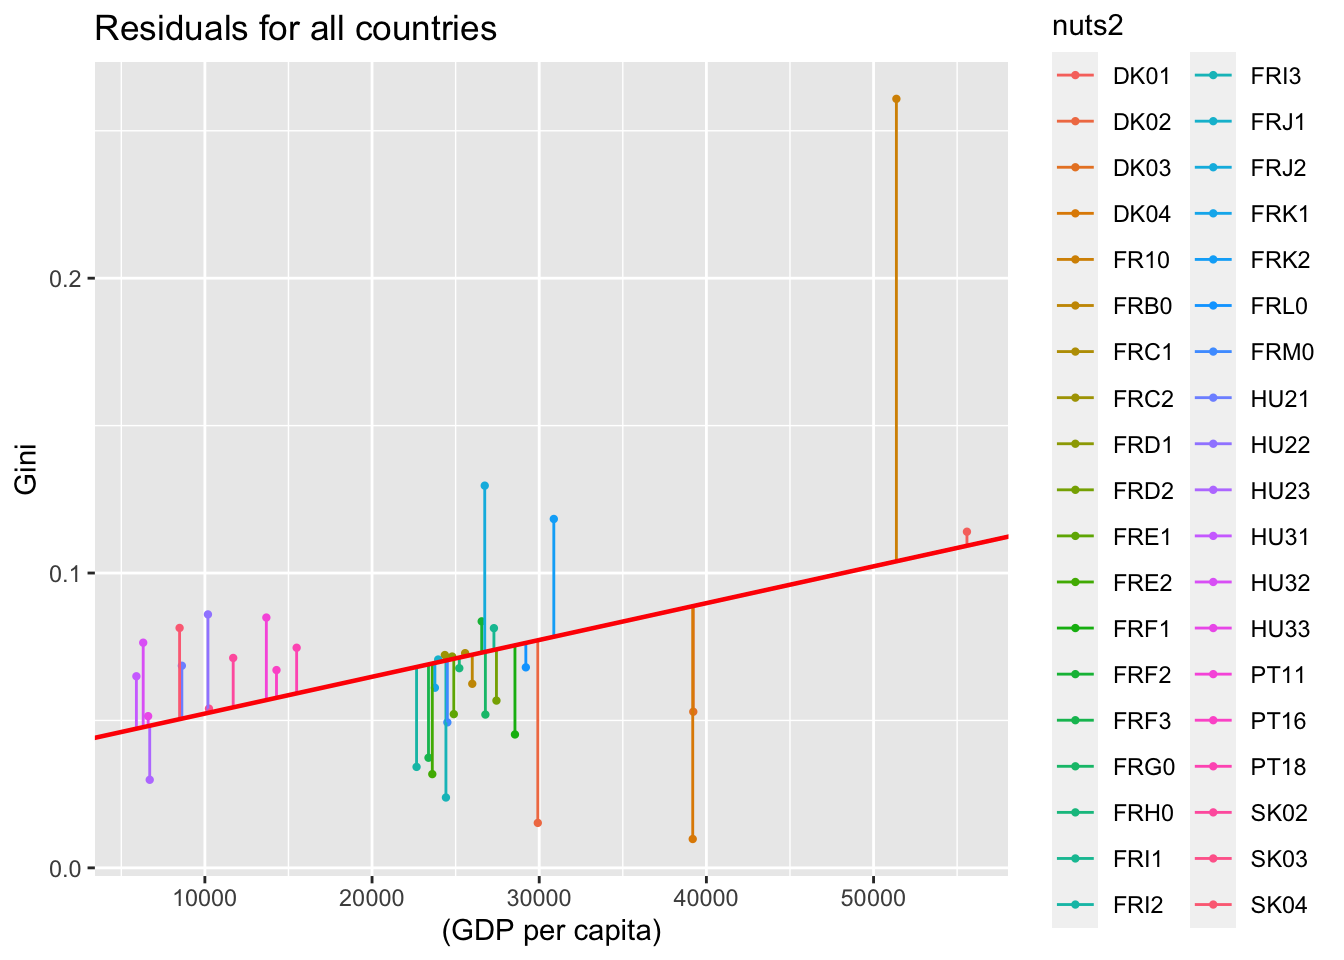 Residuals for all countries
Gini
0.2
0.1
0.0
10000 20000 30000 40000 50000
(GDP per capita)
nuts2
DK01
DK02
DK03
DK04
FR10
FRB0
FRC1
FRC2
FRD1
FRD2
FRE1
FRE2
FRF1
FRF2
FRF3
FRG0
FRH0
FRI1
FRI2
FRI3
FRJ1
FRJ2
FRK1
FRK2
FRL0
FRM0
HU21
HU22
HU23
HU31
HU32
HU33
PT11
PT16
PT18
SK02
SK03
SK04